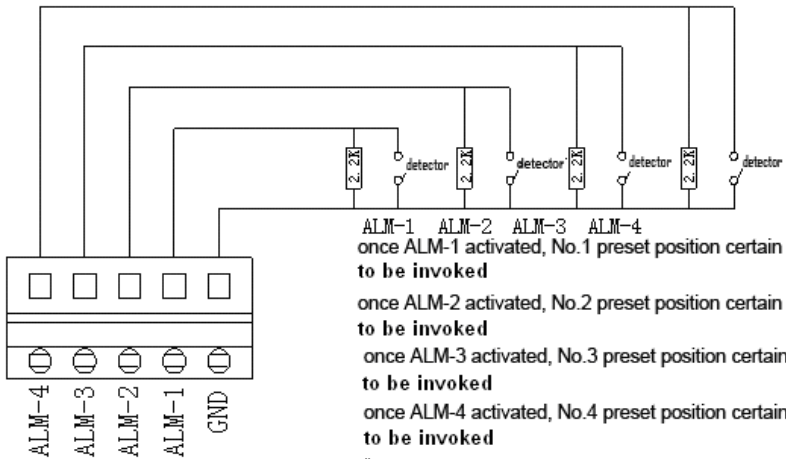 2.2K detector 2.2K detector 2.2K detector 2.2K detector
ALM-1 ALM-2 ALM-3 ALM-4
once ALM-1 activated, No.1 preset position certain
to be invoked
once ALM-2 activated, No.2 preset position certain
to be invoked
once ALM-3 activated, No.3 preset position certain
to be invoked
once ALM-4 activated, No.4 preset position certain
to be invoked
ALM-4 ALM-3 ALM-2 ALM-1 GND